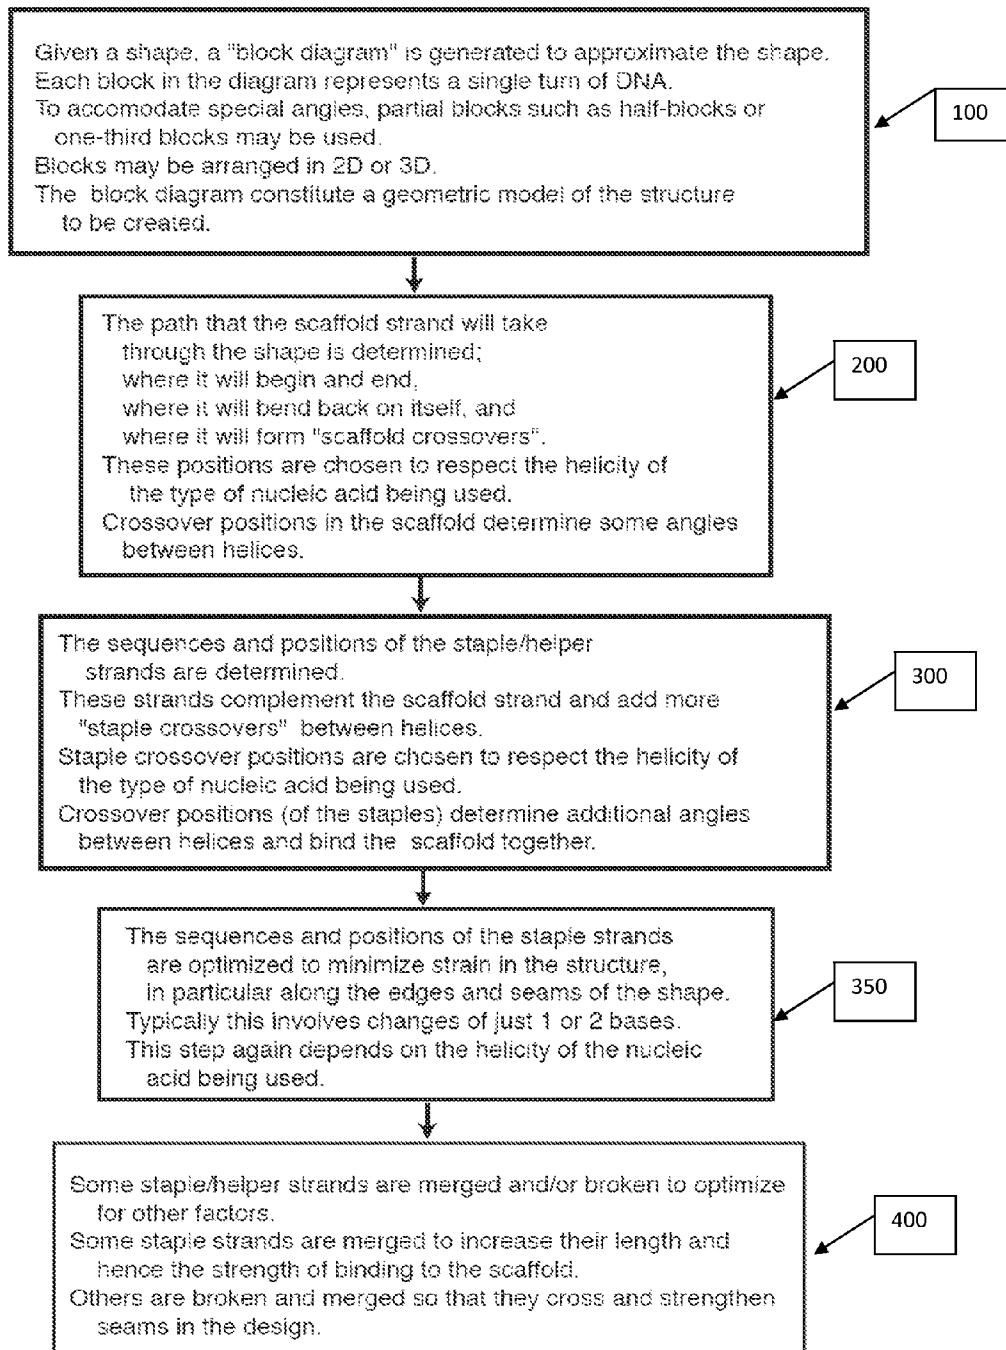 Given a shape, a "block diagram" is generated to approximate the shape.
Each block in the diagram represents a single turn of DNA.
To accomodate special angles, partial blocks such as half-blocks or
one-third blocks may be used.
Blocks may be arranged in 2D or 3D.
The block diagram constitute a geometric model of the structure
to be created.
100
The path that the scaffold strand will take
through the shape is determined;
where it will begin and end,
where it will bend back on itself, and
where it will form "scaffold crossovers".
These positions are chosen to respect the helicity of
the type of nucleic acid being used.
Crossover positions in the scaffold determine some angles
between helices.
200
The sequences and positions of the staple/helper
strands are determined.
These strands complement the scaffold strand and add more
"staple crossovers" between helices.
Staple crossover positions are chosen to respect the helicity of
the type of nucleic acid being used.
Crossover positions (of the staples) determine additional angles
between helices and bind the scaffold together.
300
The sequences and positions of the staple strands
are optimized to minimize strain in the structure,
in particular along the edges and seams of the shape.
Typically this involves changes of just 1 or 2 bases.
This step again depends on the helicity of the nucleic
acid being used.
350
Some staple/helper strands are merged and/or broken to optimize
for other factors.
Some staple strands are merged to increase their length and
hence the strength of binding to the scaffold.
Others are broken and merged so that they cross and strengthen
seams in the design.
400